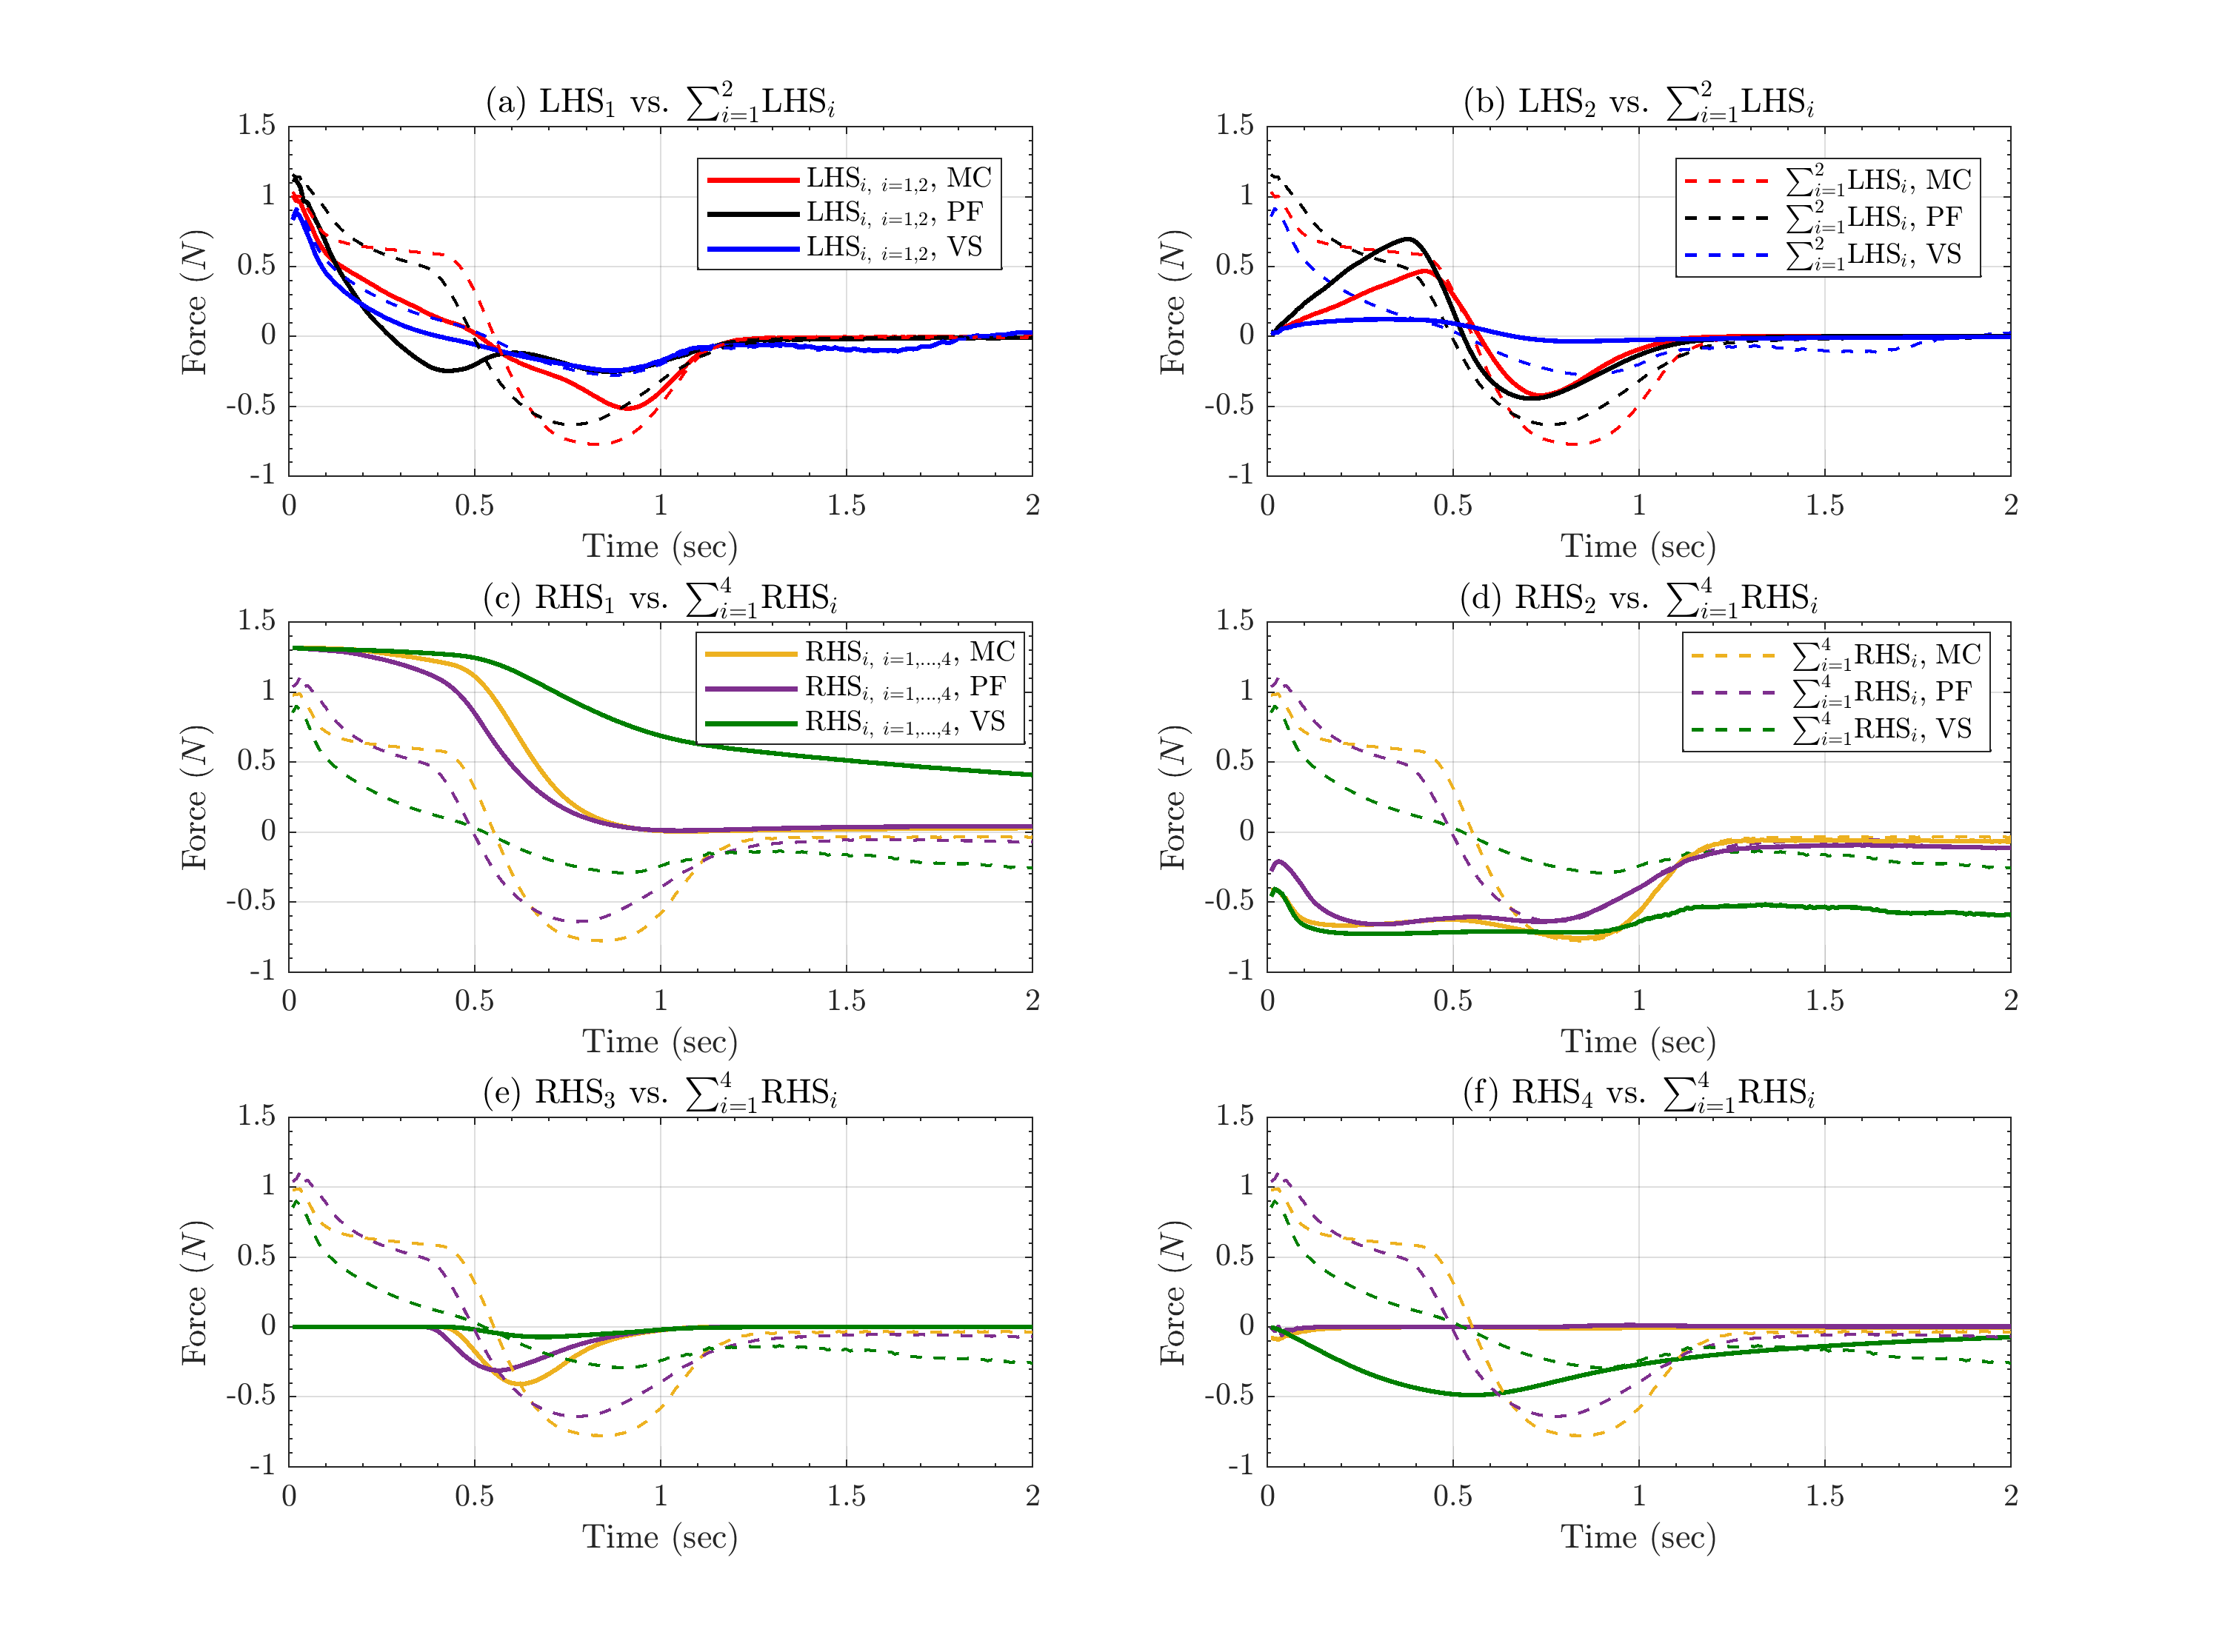 (a) LHS₁ vs. ∑²ᵢ₌₁LHSᵢ
1.5
1
0.5
0
-0.5
-1
Force (N)
0 0.5 1 1.5 2
Time (sec)
LHSᵢ, ᵢ₌₁,₂, MC
LHSᵢ, ᵢ₌₁,₂, PF
LHSᵢ, ᵢ₌₁,₂, VS
(b) LHS₂ vs. ∑²ᵢ₌₁LHSᵢ
1.5
1
0.5
0
-0.5
-1
Force (N)
0 0.5 1 1.5 2
Time (sec)
∑²ᵢ₌₁LHSᵢ, MC
∑²ᵢ₌₁LHSᵢ, PF
∑²ᵢ₌₁LHSᵢ, VS
(c) RHS₁ vs. ∑⁴ᵢ₌₁RHSᵢ
1.5
1
0.5
0
-0.5
-1
Force (N)
0 0.5 1 1.5 2
Time (sec)
RHSᵢ, ᵢ₌₁,...,₄, MC
RHSᵢ, ᵢ₌₁,...,₄, PF
RHSᵢ, ᵢ₌₁,...,₄, VS
(d) RHS₂ vs. ∑⁴ᵢ₌₁RHSᵢ
1.5
1
0.5
0
-0.5
-1
Force (N)
0 0.5 1 1.5 2
Time (sec)
∑⁴ᵢ₌₁RHSᵢ, MC
∑⁴ᵢ₌₁RHSᵢ, PF
∑⁴ᵢ₌₁RHSᵢ, VS
(e) RHS₃ vs. ∑⁴ᵢ₌₁RHSᵢ
1.5
1
0.5
0
-0.5
-1
Force (N)
0 0.5 1 1.5 2
Time (sec)
(f) RHS₄ vs. ∑⁴ᵢ₌₁RHSᵢ
1.5
1
0.5
0
-0.5
-1
Force (N)
0 0.5 1 1.5 2
Time (sec)